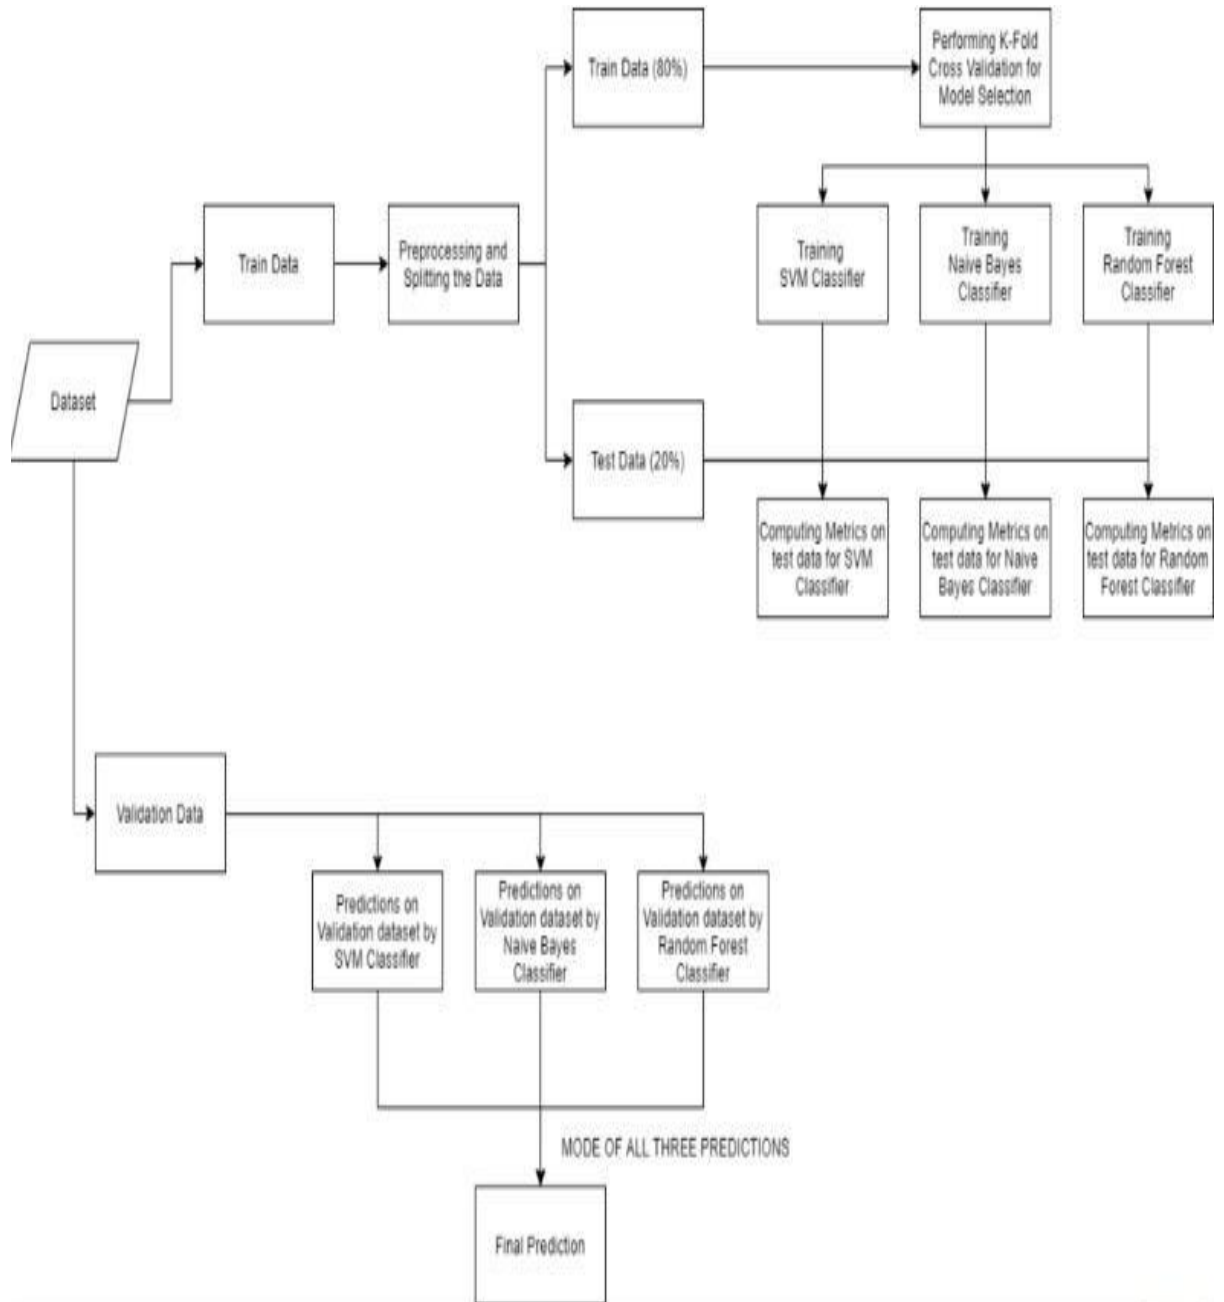 Train Data (80%)
Performing K-Fold
Cross Validation for
Model Selection
Train Data
Preprocessing and
Splitting the Data
Training
SVM Classifier
Training
Naive Bayes
Classifier
Training
Random Forest
Classifier
Dataset
Test Data (20%)
Computing Metrics on
test data for SVM
Classifier
Computing Metrics on
test data for Naive
Bayes Classifier
Computing Metrics on
test data for Random
Forest Classifier
Validation Data
Predictions on
Validation dataset by
SVM Classifier
Predictions on
Validation dataset by
Naive Bayes
Classifier
Predictions on
Validation dataset by
Random Forest
Classifier
MODE OF ALL THREE PREDICTIONS
Final Prediction